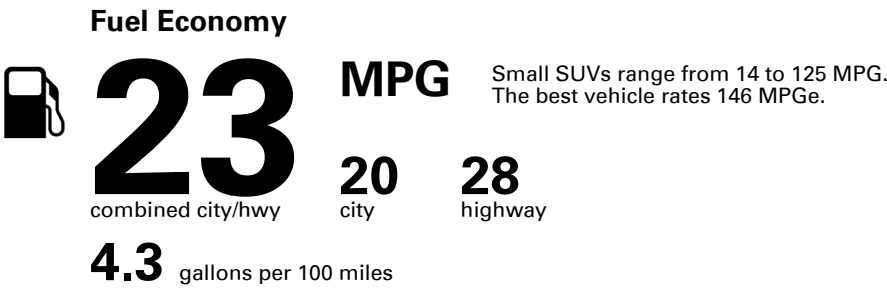 Fuel Economy
23 MPG
Small SUVs range from 14 to 125 MPG.
The best vehicle rates 146 MPGe.
combined city/hwy
20
city
28
highway
4.3 gallons per 100 miles